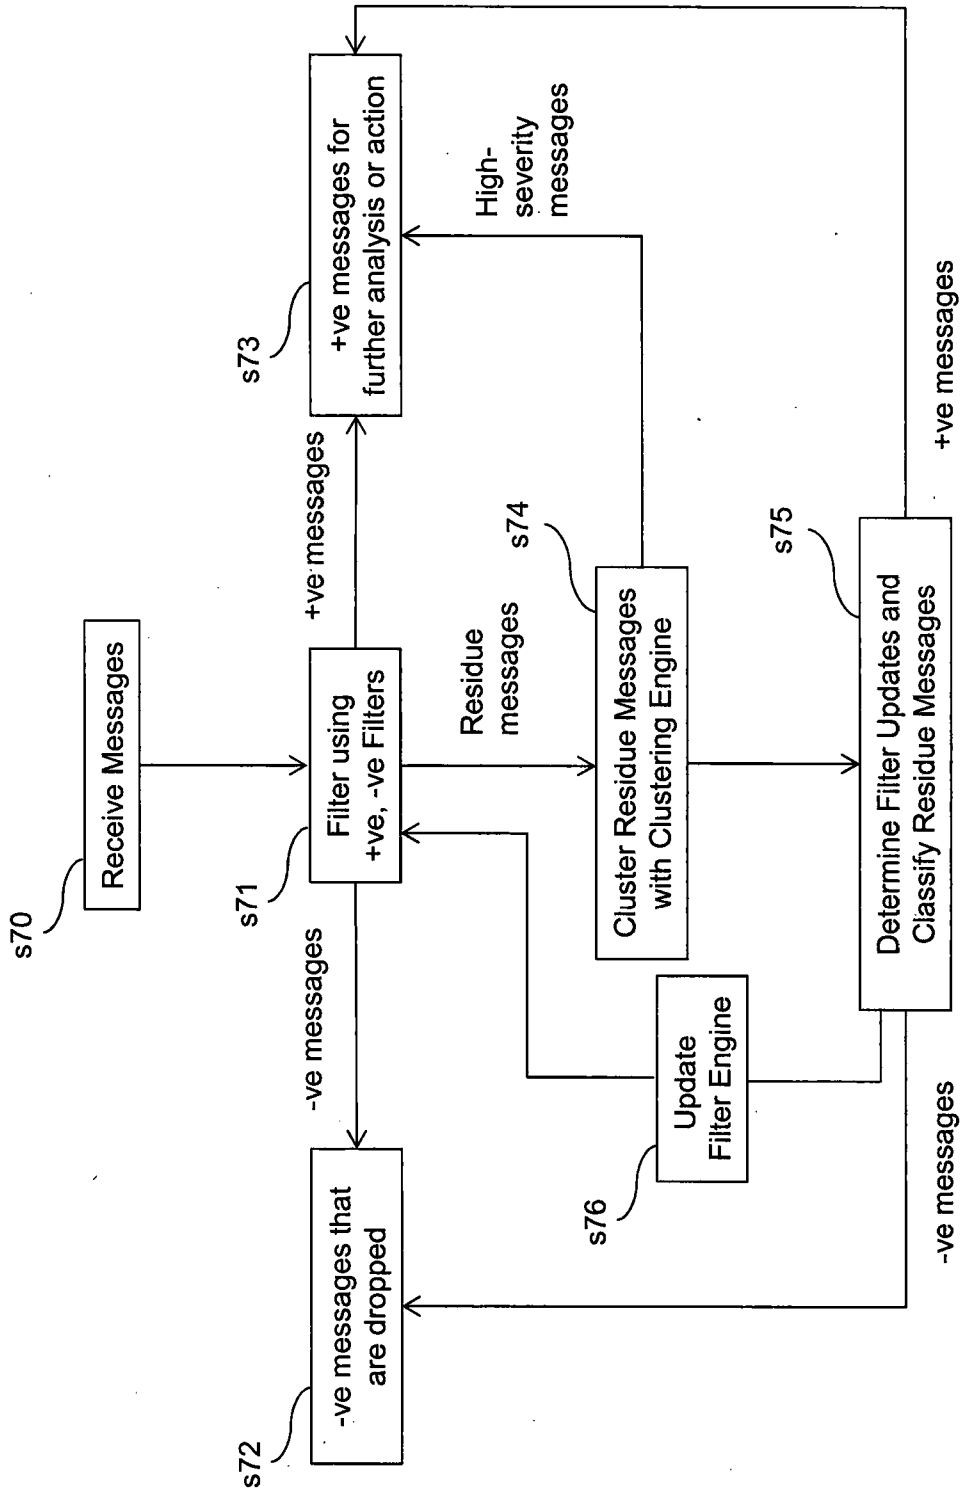 s70
Receive Messages
s71
Filter using
+ve, -ve Filters
-ve messages
+ve messages
s72
-ve messages that
are dropped
s73
+ve messages for
further analysis or action
Residue
messages
High-
severity
messages
s74
Cluster Residue Messages
with Clustering Engine
s76
Update
Filter Engine
s75
Determine Filter Updates and
Classify Residue Messages
-ve messages
+ve messages